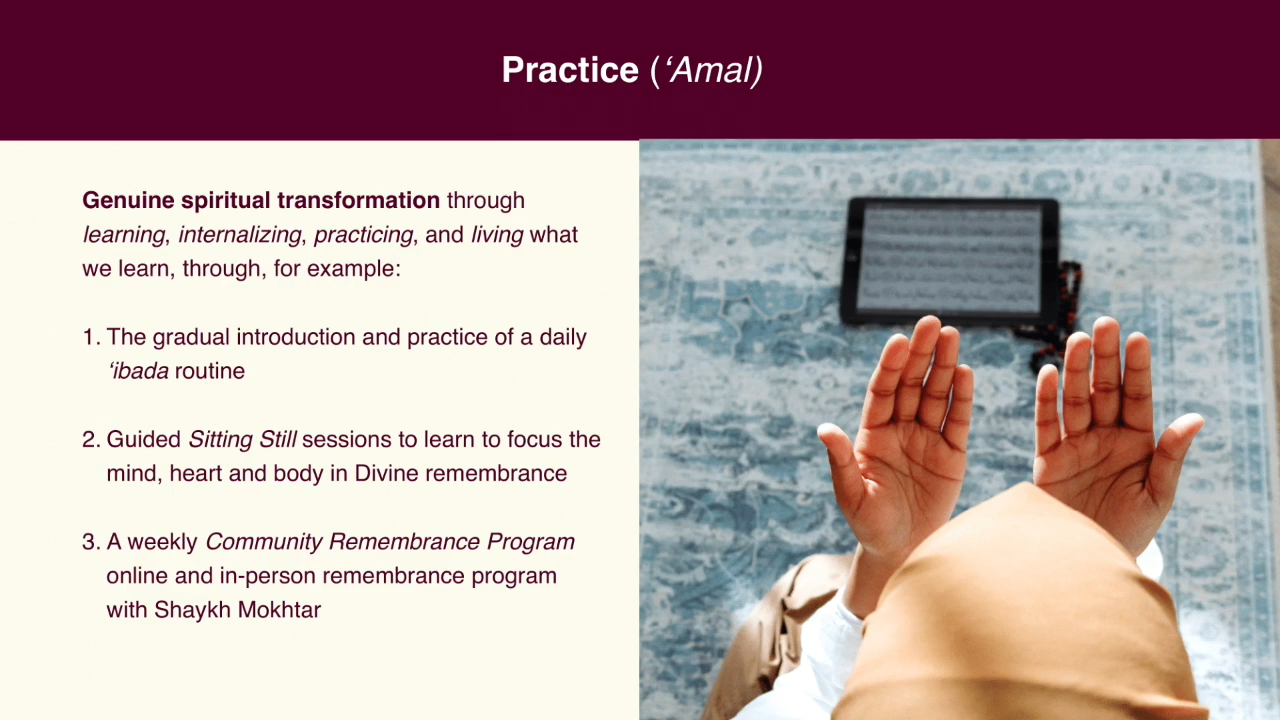 Practice (‘Amal)
Genuine spiritual transformation through
learning, internalizing, practicing, and living what
we learn, through, for example:
1. The gradual introduction and practice of a daily
‘ibada routine
2. Guided Sitting Still sessions to learn to focus the
mind, heart and body in Divine remembrance
3. A weekly Community Remembrance Program
online and in-person remembrance program
with Shaykh Mokhtar